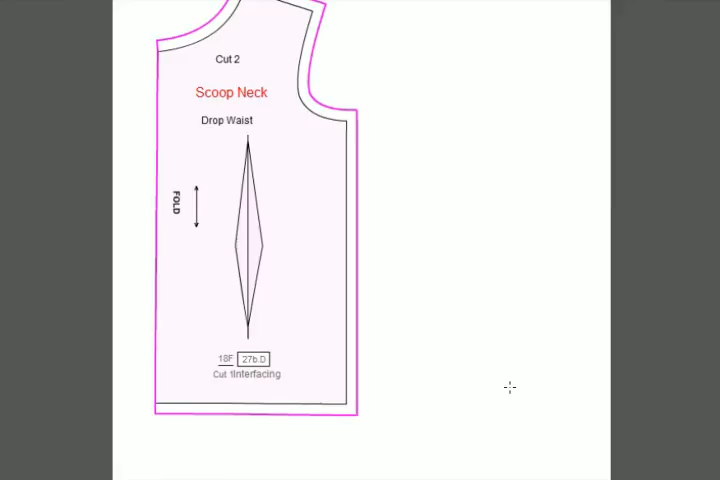 Cut 2
Scoop Neck
Drop Waist
FOLD
18F 27b.D
Cut 1Interfacing